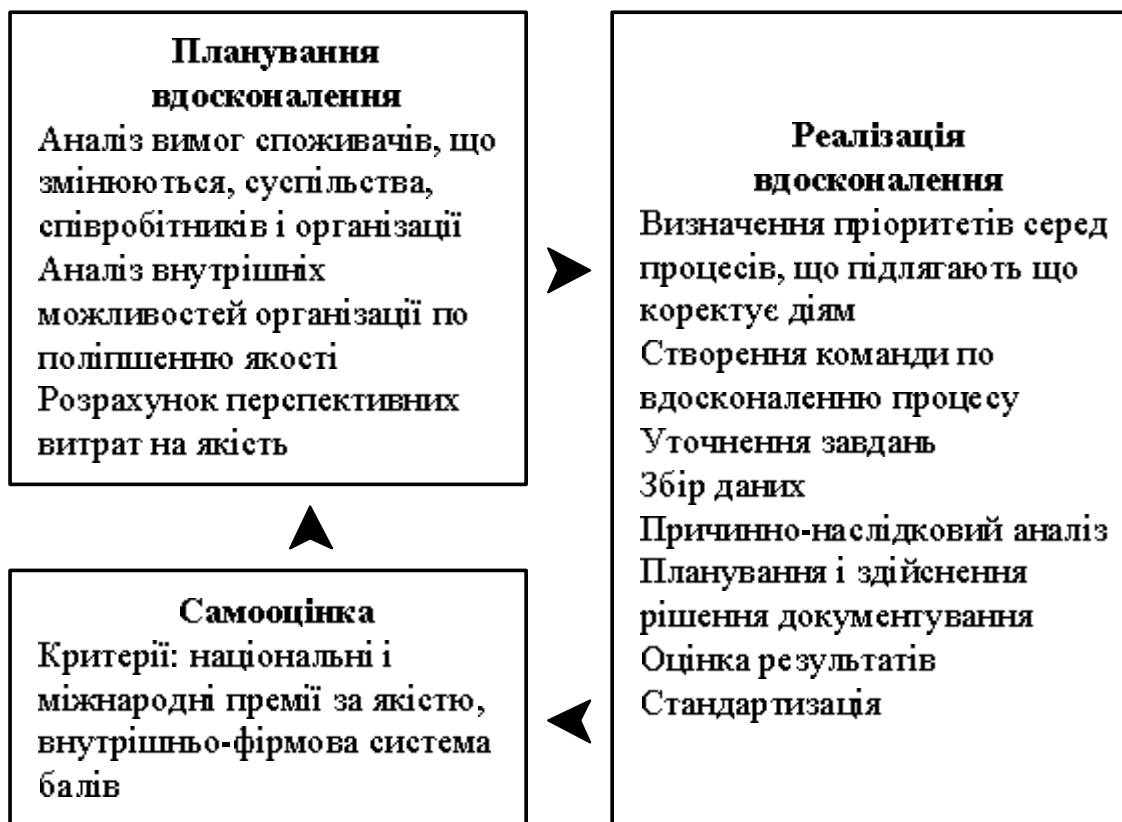 Планування
вдосконалення
Аналіз вимог споживачів, що
змінюються, суспільства,
співробітників і організації
Аналіз внутрішніх
можливостей організації по
поліпшенню якості
Розрахунок перспективних
витрат на якість
Реалізація
вдосконалення
Визначення пріоритетів серед
процесів, що підлягають що
коректує діям
Створення команди по
вдосконаленню процесу
Уточнення завдань
Збір даних
Причинно-наслідковий аналіз
Планування і здійснення
рішення документування
Оцінка результатів
Стандартизація
Самооцінка
Критерії: національні і
міжнародні премії за якістю,
внутрішньо-фірмова система
балів